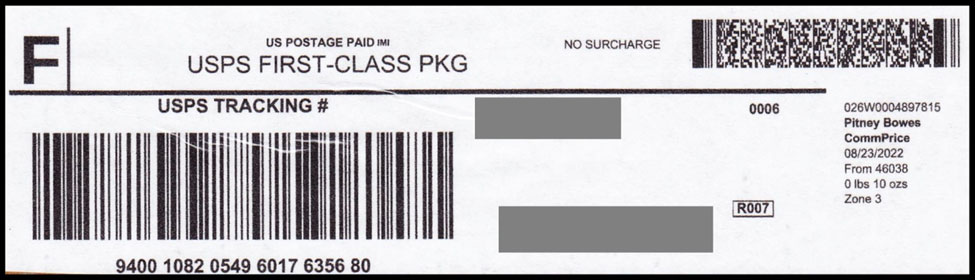 F
US POSTAGE PAID IMI
USPS FIRST-CLASS PKG
NO SURCHARGE
USPS TRACKING #
9400 1082 0549 6017 6356 80
0006
R007
026W0004897815
Pitney Bowes
CommPrice
08/23/2022
From 46038
0 lbs 10 ozs
Zone 3